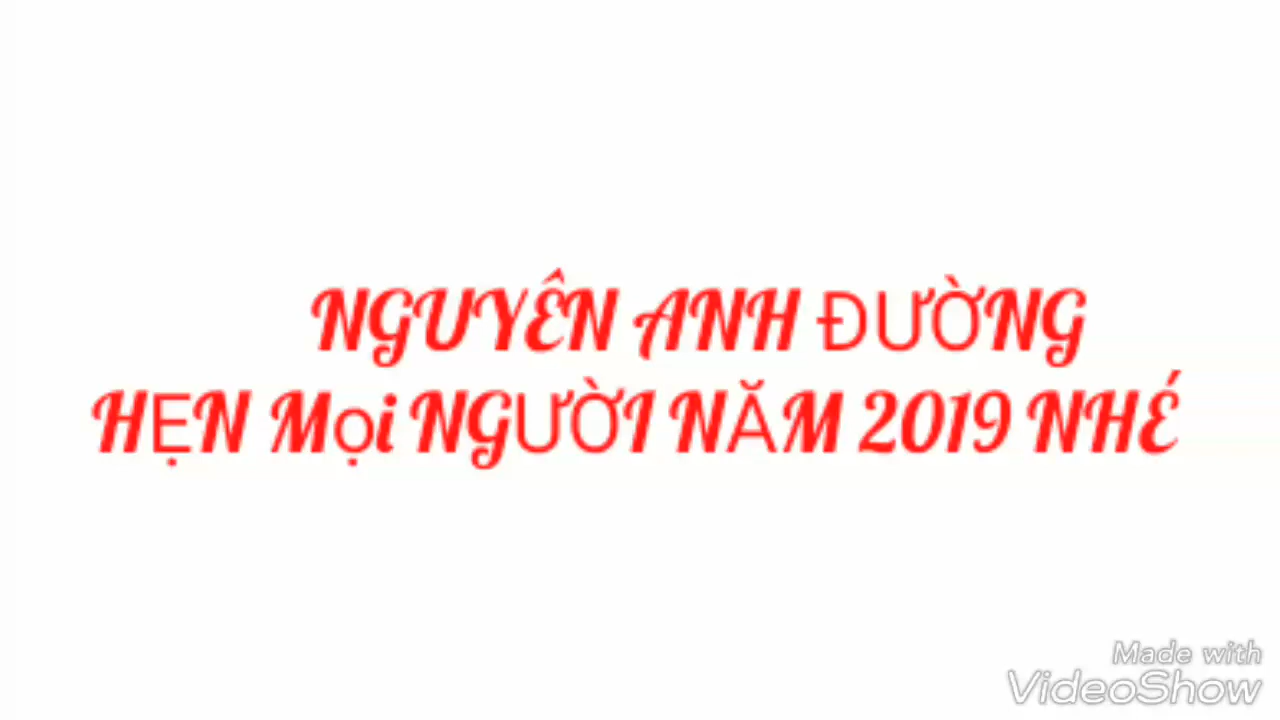 NGUYÊN ANH ĐƯỜNG
HẸN Mọi NGƯỜI NĂM 2019 NHÉ
Made with
VideoShow